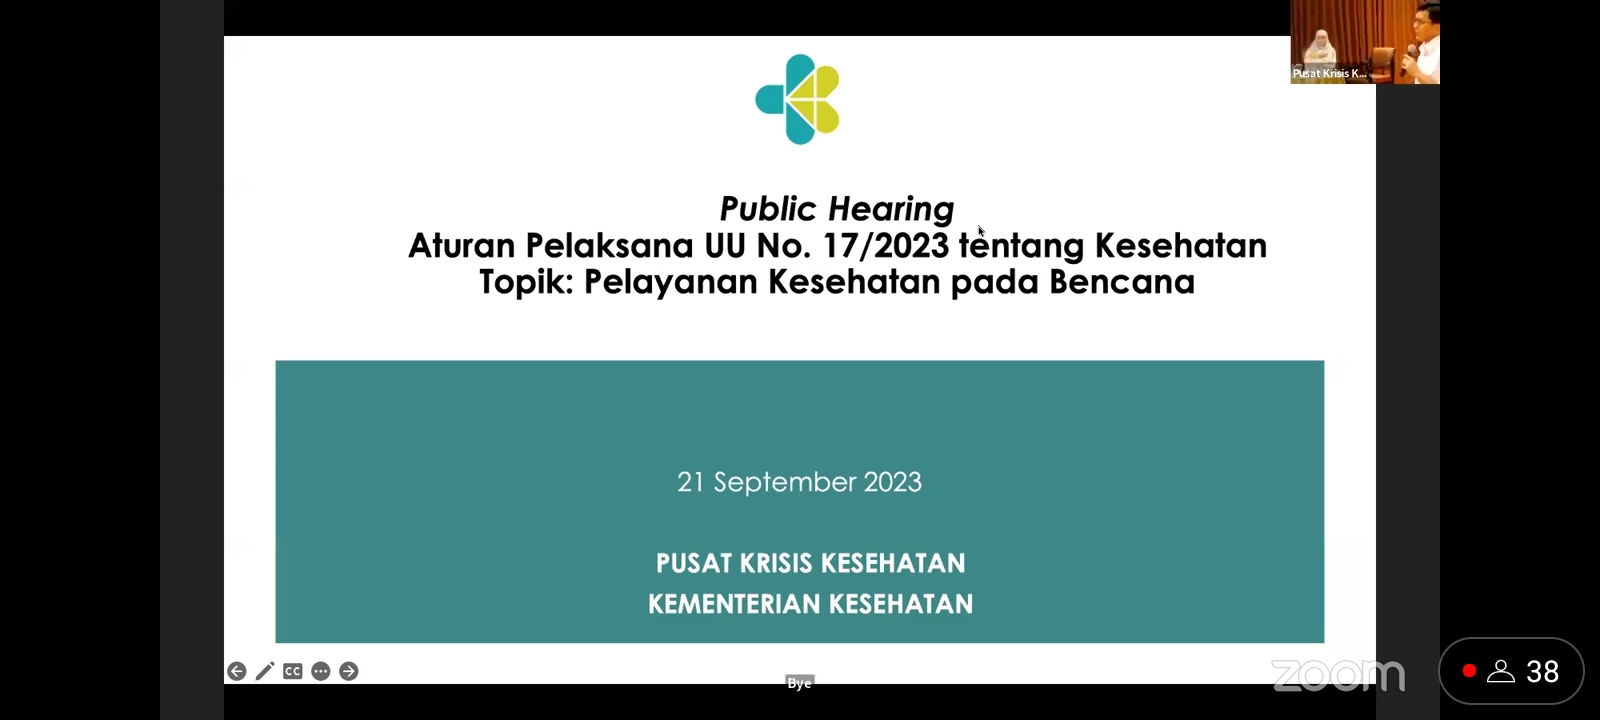 Pusat Krisis K...
Public Hearing
Aturan Pelaksana UU No. 17/2023 tentang Kesehatan
Topik: Pelayanan Kesehatan pada Bencana
21 September 2023
PUSAT KRISIS KESEHATAN
KEMENTERIAN KESEHATAN
CC
Bye
zoom
38